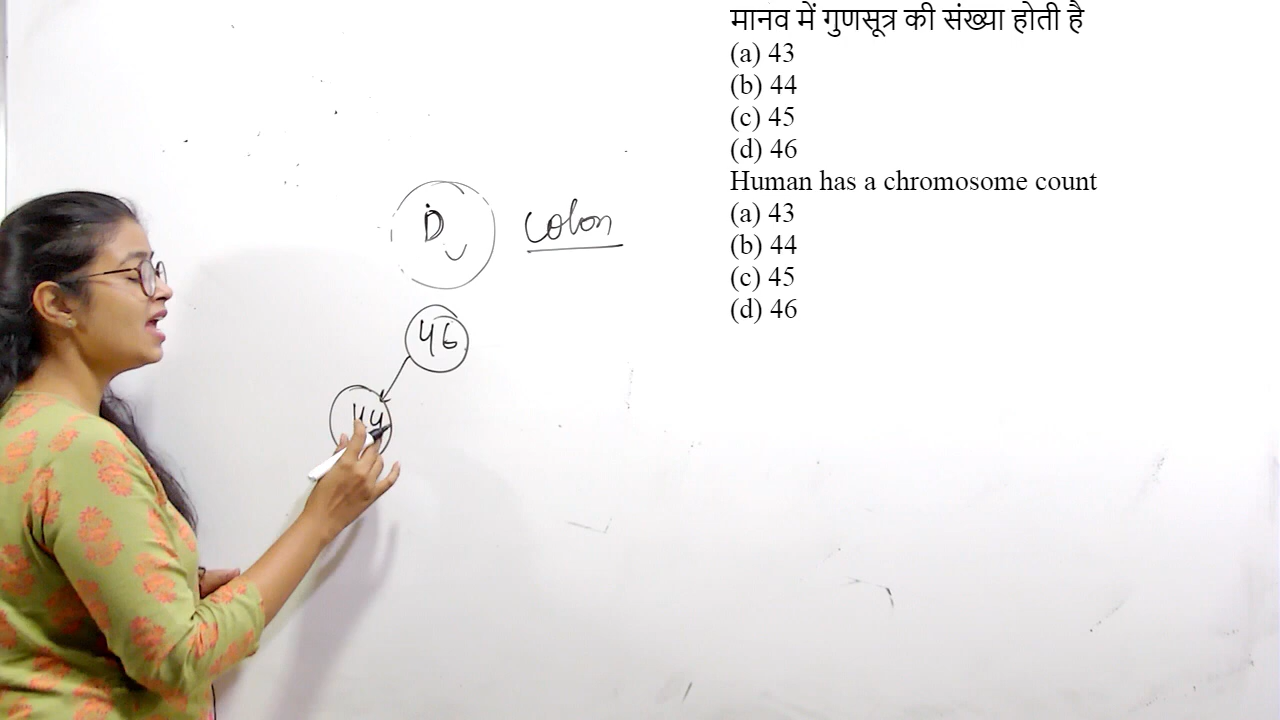 मानव में गुणसूत्र की संख्या होती है
(a) 43
(b) 44
(c) 45
(d) 46
Human has a chromosome count
(a) 43
(b) 44
(c) 45
(d) 46
D colon
46
44